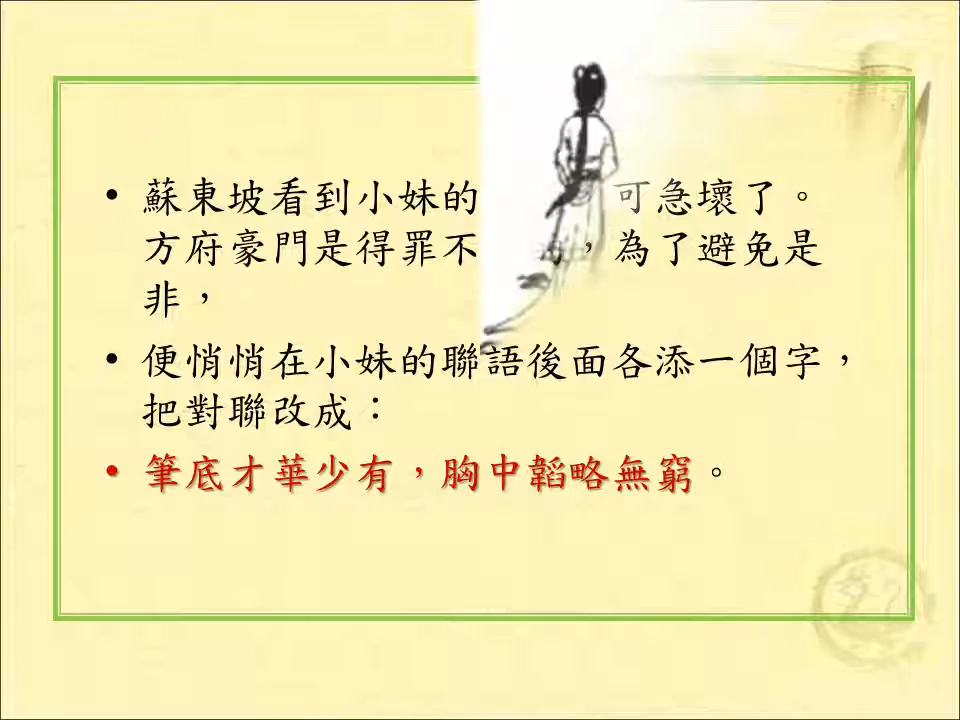 • 蘇東坡看到小妹的 可急壞了。
方府豪門是得罪不 ，為了避免是
非，
• 便悄悄在小妹的聯語後面各添一個字，
把對聯改成：
• 筆底才華少有，胸中韜略無窮。